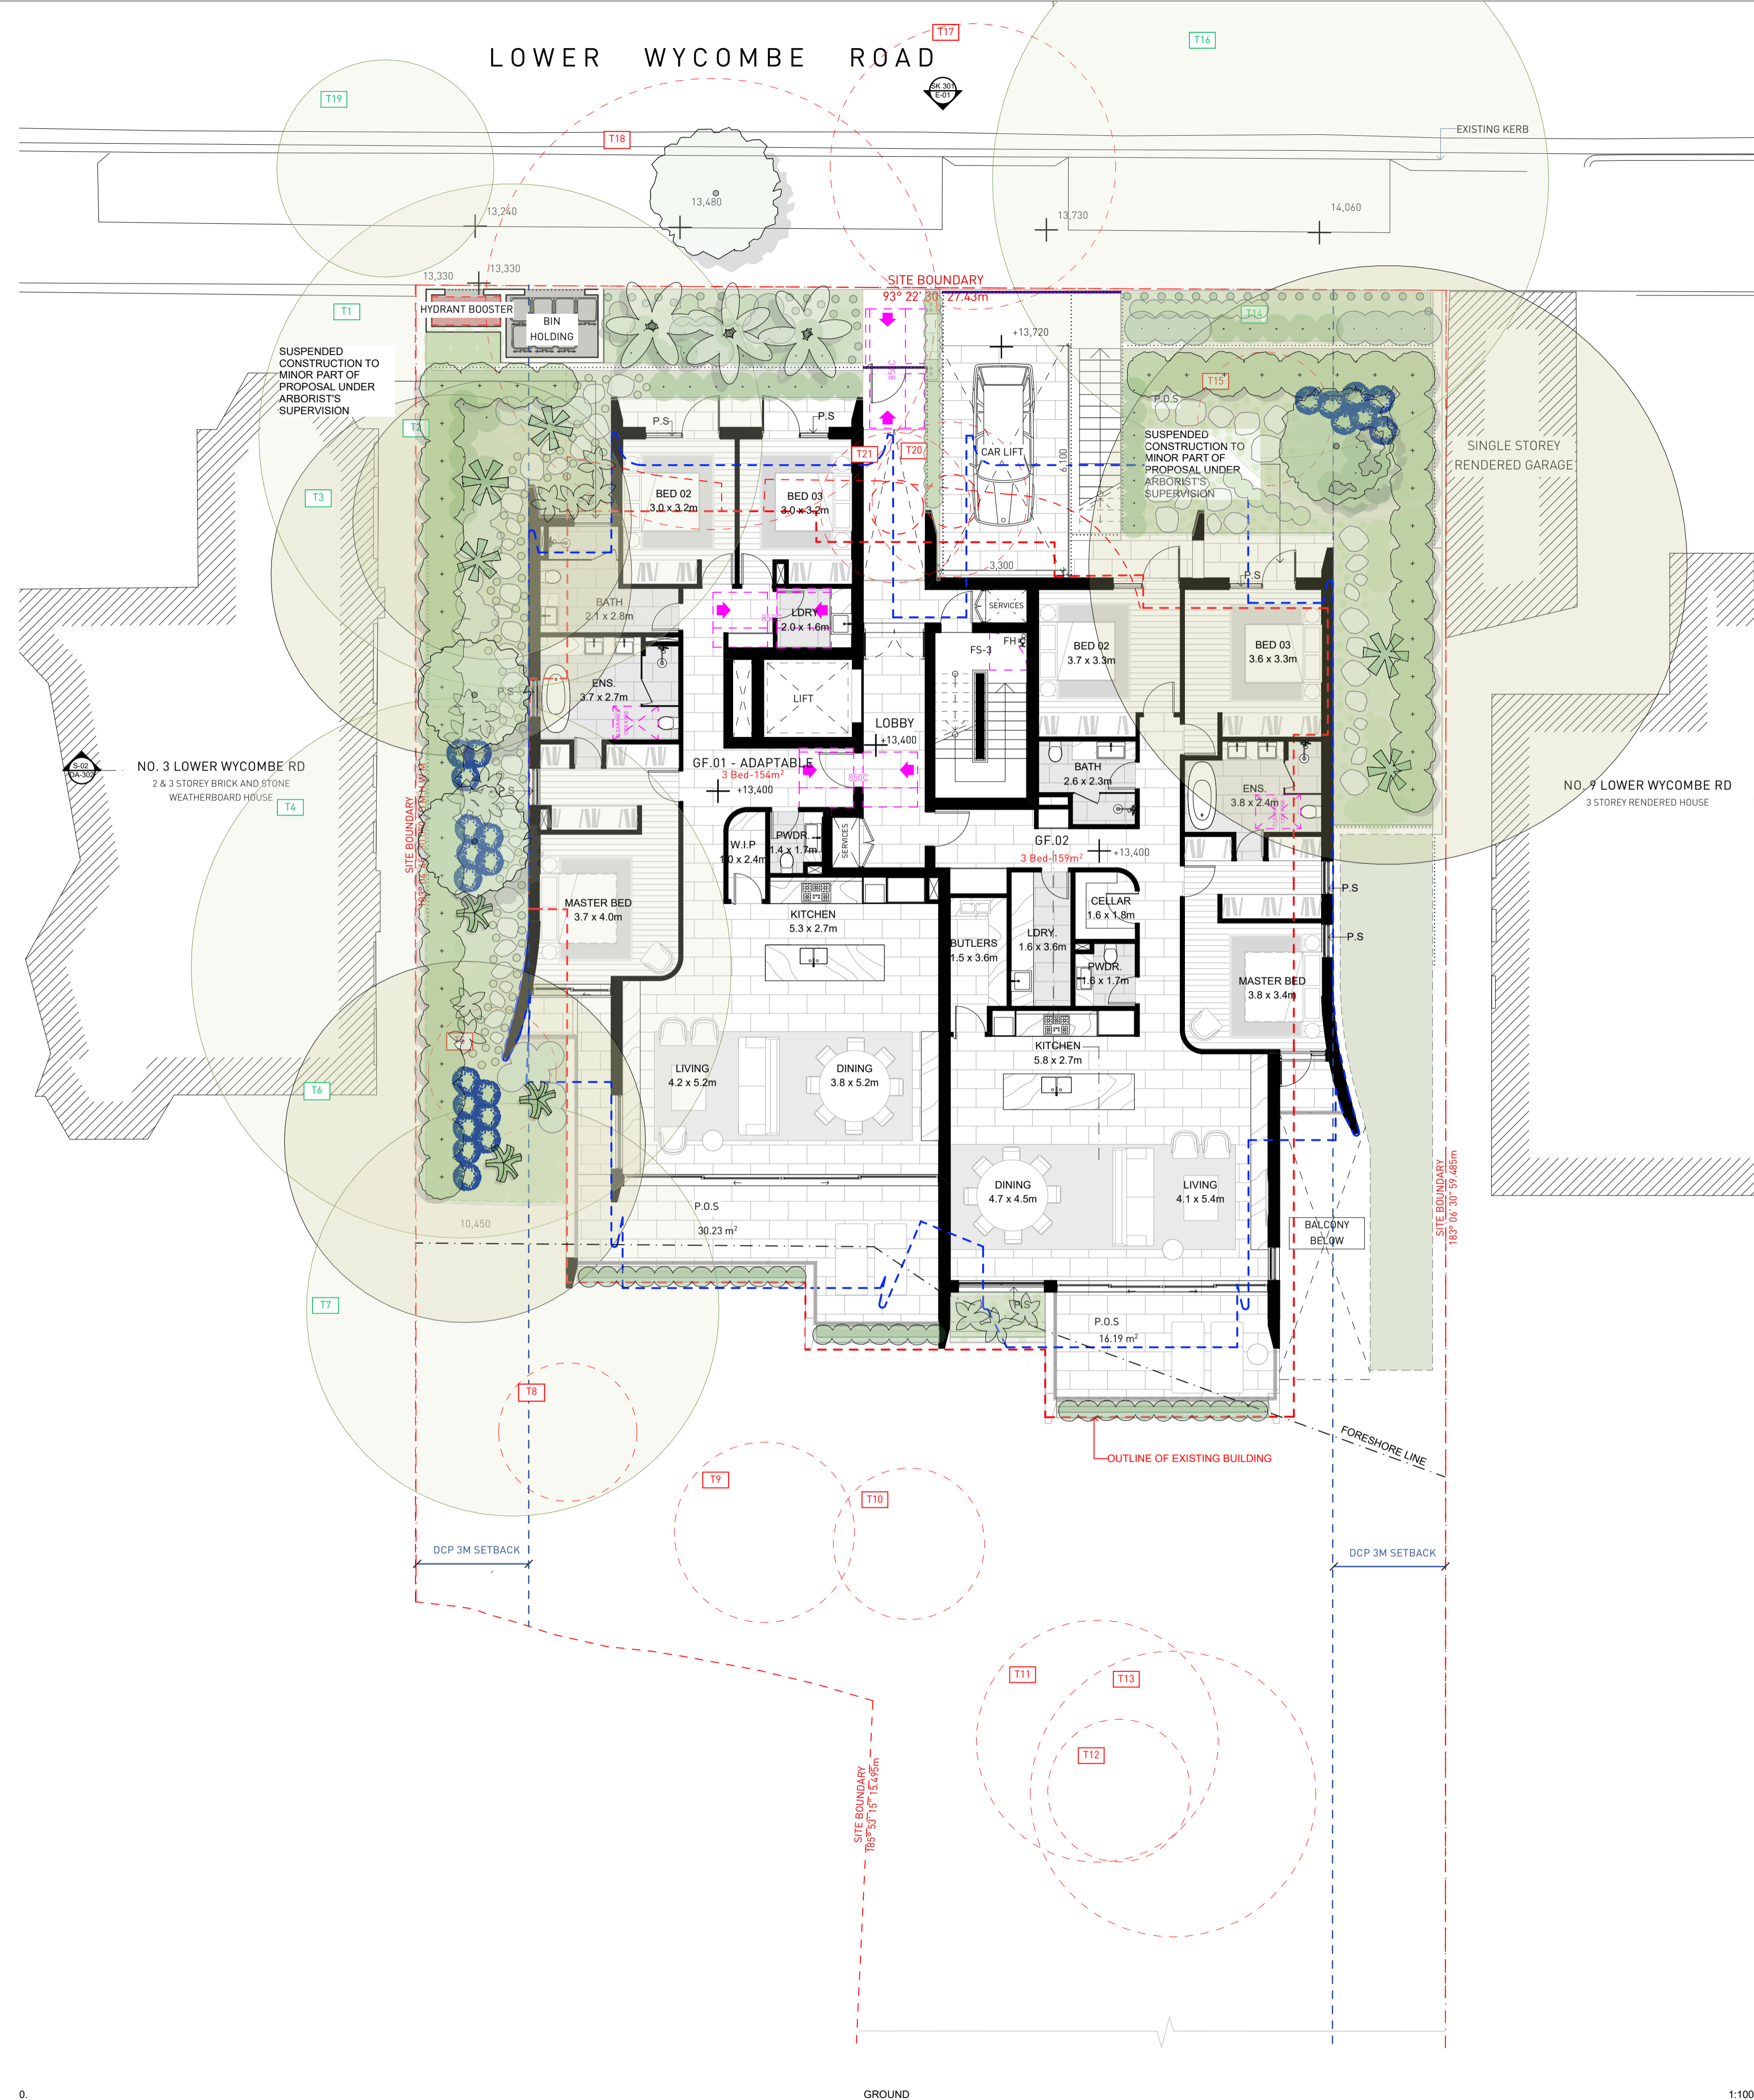 LOWER WYCOMBE ROAD
T17
T16
T19
T18
SK 301
E-01
EXISTING KERB
13,240
13,480
13,730
14,060
13,330
13,330
SITE BOUNDARY
93° 22' 30" 27.43m
T1
HYDRANT BOOSTER
BIN
HOLDING
T14
+13,720
SUSPENDED
CONSTRUCTION TO
MINOR PART OF
PROPOSAL UNDER
ARBORIST'S
SUPERVISION
850C
T15
P.O.S
T2
P.S
P.S
T21
T20
CAR LIFT
6,100
SUSPENDED
CONSTRUCTION TO
MINOR PART OF
PROPOSAL UNDER
ARBORIST'S
SUPERVISION
SINGLE STOREY
RENDERED GARAGE
T3
BED 02
3.0 x 3.2m
BED 03
3.0 x 3.2m
3,300
P.S
BATH
2.1 x 2.8m
LDRY
2.0 x 1.6m
SERVICES
FH
FS-3
BED 02
3.7 x 3.3m
BED 03
3.6 x 3.3m
ENS.
3.7 x 2.7m
P.S
LIFT
LOBBY
+13,400
S-02
DA-302
NO. 3 LOWER WYCOMBE RD
2 & 3 STOREY BRICK AND STONE
WEATHERBOARD HOUSE
T4
SITE BOUNDARY
P.S
GF.01 - ADAPTABLE
3 Bed-154m²
+13,400
850C
BATH
2.6 x 2.3m
ENS.
3.8 x 2.4m
NO. 9 LOWER WYCOMBE RD
3 STOREY RENDERED HOUSE
W.I.P
1.0 x 2.4m
PWDR.
1.4 x 1.7m
SERVICES
GF.02
3 Bed-159m²
+13,400
P.S
MASTER BED
3.7 x 4.0m
KITCHEN
5.3 x 2.7m
CELLAR
1.6 x 1.8m
P.S
BUTLERS
1.5 x 3.6m
LDRY.
1.6 x 3.6m
PWDR.
1.6 x 1.7m
MASTER BED
3.8 x 3.4m
KITCHEN
5.8 x 2.7m
T6
LIVING
4.2 x 5.2m
DINING
3.8 x 5.2m
DINING
4.7 x 4.5m
LIVING
4.1 x 5.4m
SITE BOUNDARY
183° 06' 30" 59.485m
10,450
P.O.S
30.23 m²
BALCONY
BELOW
T7
P.S
P.O.S
16.19 m²
T8
FORESHORE LINE
OUTLINE OF EXISTING BUILDING
T9
T10
DCP 3M SETBACK
DCP 3M SETBACK
T11
T13
T12
SITE BOUNDARY
185° 53' 15" 15.495m
0.
GROUND
1:100